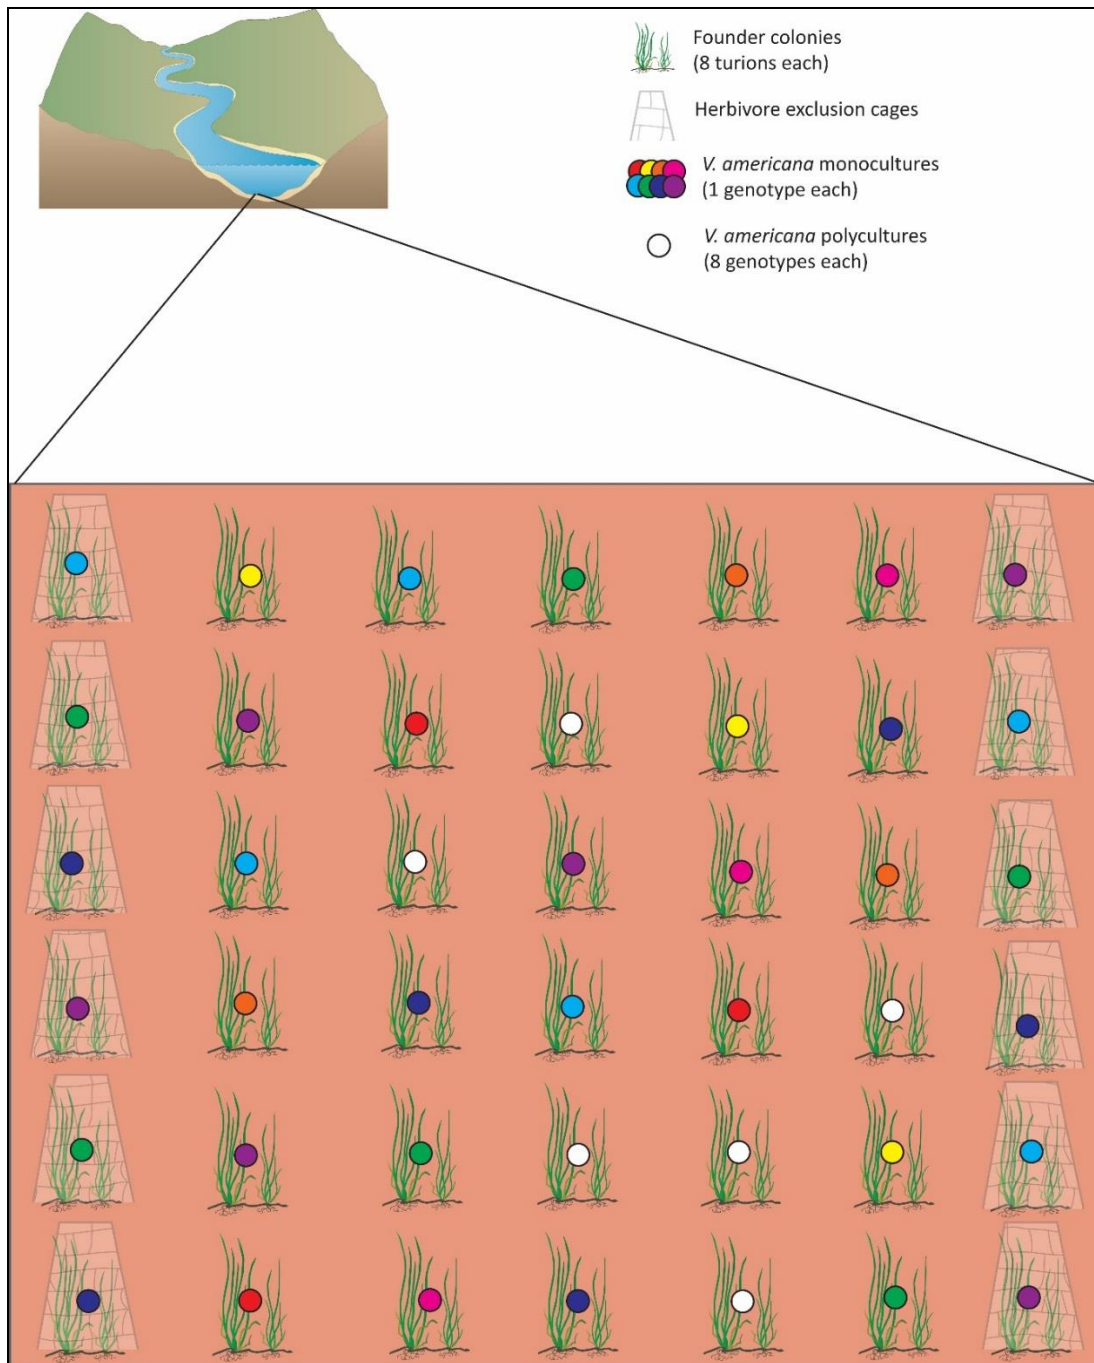 Founder colonies
(8 turions each)
Herbivore exclusion cages
V. americana monocultures
(1 genotype each)
V. americana polycultures
(8 genotypes each)